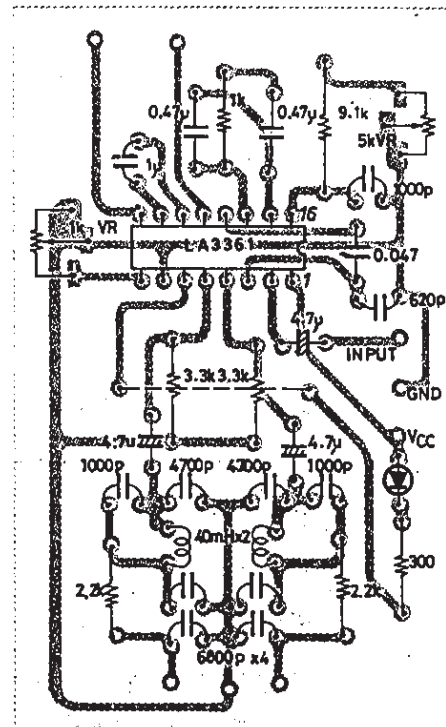 0.47µ
1k
0.47µ
9.1k
5kVR
1µ
1000p
16
1k
VR
LA3361
1
0.047
620p
4.7µ
INPUT
GND
3.3k 3.3k
VCC
4.7µ
4.7µ
1000p 4700p 4700p 1000p
40mH×2
300
2.2k
2.2k
6800p ×4